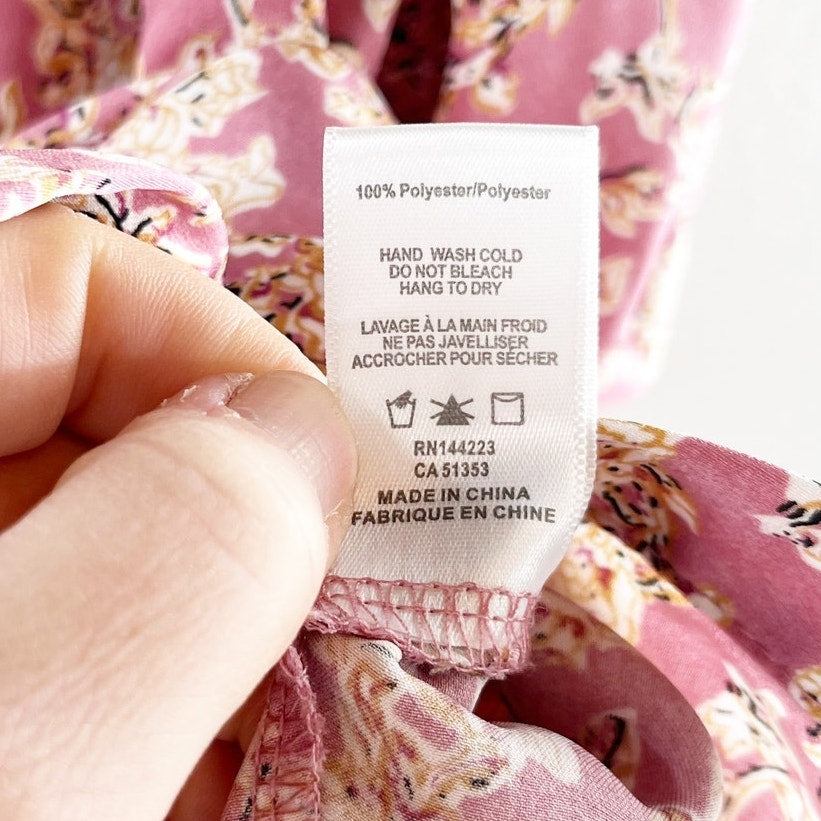 100% Polyester/Polyester
HAND WASH COLD
DO NOT BLEACH
HANG TO DRY
LAVAGE À LA MAIN FROID
NE PAS JAVELLISER
ACCROCHER POUR SÉCHER
RN144223
CA 51353
MADE IN CHINA
FABRIQUE EN CHINE